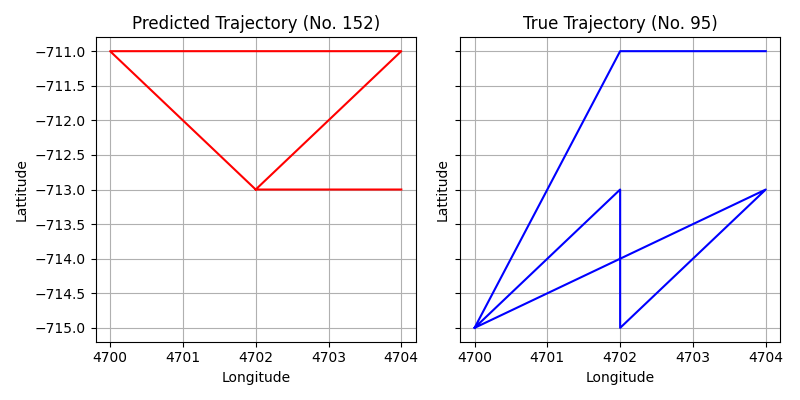 Predicted Trajectory (No. 152)
True Trajectory (No. 95)
Lattitude
−711.0
−711.5
−712.0
−712.5
−713.0
−713.5
−714.0
−714.5
−715.0
4700 4701 4702 4703 4704
Longitude
Lattitude
4700 4701 4702 4703 4704
Longitude